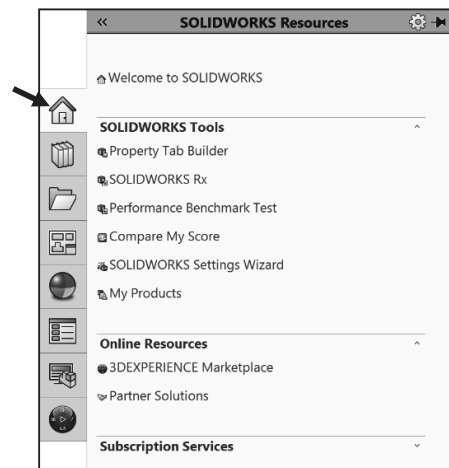 SOLIDWORKS Resources
Welcome to SOLIDWORKS
SOLIDWORKS Tools
Property Tab Builder
SOLIDWORKS Rx
Performance Benchmark Test
Compare My Score
SOLIDWORKS Settings Wizard
My Products
Online Resources
3DEXPERIENCE Marketplace
Partner Solutions
Subscription Services